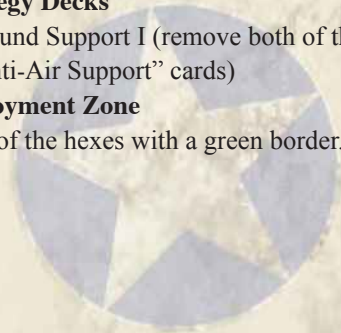 egy Decks
und Support I (remove both of th
nti-Air Support” cards)
oyment Zone
of the hexes with a green border.